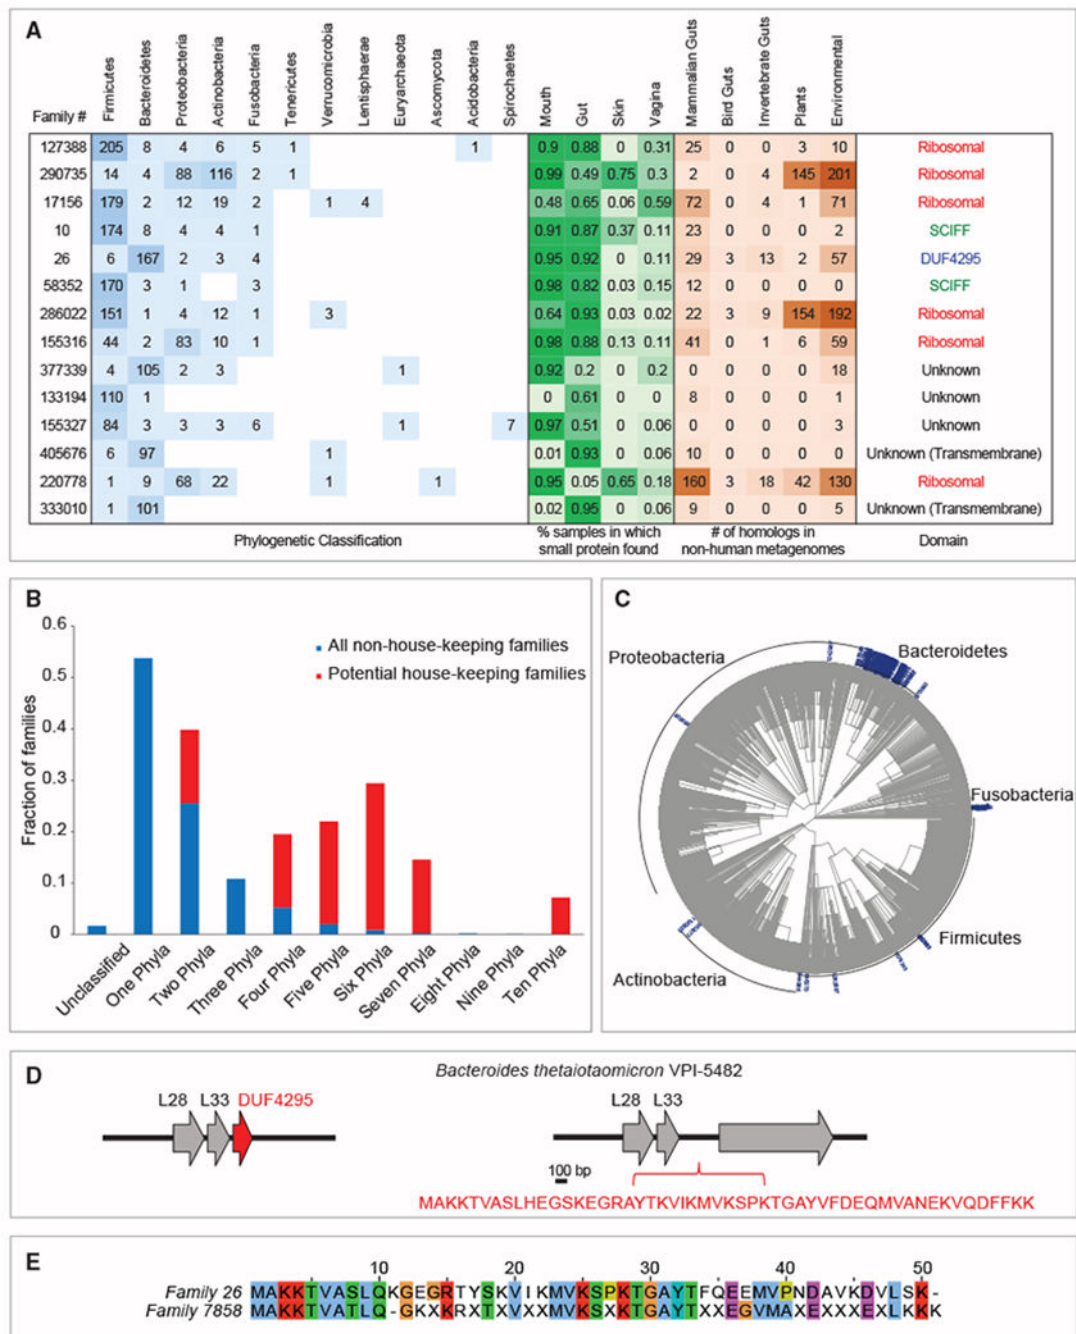 A
Firmicutes
Bacteroidetes
Proteobacteria
Actinobacteria
Fusobacteria
Tenericutes
Verrucomicrobia
Lentisphaerae
Euryarchaeota
Ascomycota
Acidobacteria
Spirochaetes
Mouth
Gut
Skin
Vagina
Mammalian Guts
Bird Guts
Invertebrate Guts
Plants
Environmental
Family #
127388 205 8 4 6 5 1 1 0.9 0.88 0 0.31 25 0 0 3 10 Ribosomal
290735 14 4 88 116 2 1 0.99 0.49 0.75 0.3 2 0 4 145 201 Ribosomal
17156 179 2 12 19 2 1 4 0.48 0.65 0.06 0.59 72 0 4 1 71 Ribosomal
10 174 8 4 4 1 0.91 0.87 0.37 0.11 23 0 0 0 2 SCIFF
26 6 167 2 3 4 0.95 0.92 0 0.11 29 3 13 2 57 DUF4295
58352 170 3 1 3 0.98 0.82 0.03 0.15 12 0 0 0 0 SCIFF
286022 151 1 4 12 1 3 0.64 0.93 0.03 0.02 22 3 9 154 192 Ribosomal
155316 44 2 83 10 1 0.98 0.88 0.13 0.11 41 0 1 6 59 Ribosomal
377339 4 105 2 3 1 0.92 0.2 0 0.2 0 0 0 0 18 Unknown
133194 110 1 0 0.61 0 0 8 0 0 0 1 Unknown
155327 84 3 3 3 6 1 7 0.97 0.51 0 0.06 0 0 0 0 3 Unknown
405676 6 97 1 0.01 0.93 0 0.06 10 0 0 0 0 Unknown (Transmembrane)
220778 1 9 68 22 1 1 0.95 0.05 0.65 0.18 160 3 18 42 130 Ribosomal
333010 1 101 0.02 0.95 0 0.06 9 0 0 0 5 Unknown (Transmembrane)
Phylogenetic Classification
% samples in which
small protein found
# of homologs in
non-human metagenomes
Domain
B
0.6
0.5
0.4
0.3
0.2
0.1
0
Fraction of families
All non-house-keeping families
Potential house-keeping families
Unclassified
One Phyla
Two Phyla
Three Phyla
Four Phyla
Five Phyla
Six Phyla
Seven Phyla
Eight Phyla
Nine Phyla
Ten Phyla
C
Proteobacteria
Bacteroidetes
Fusobacteria
Firmicutes
Actinobacteria
D
Bacteroides thetaiotaomicron VPI-5482
L28 L33 DUF4295
L28 L33
100 bp
MAKKTVASLHEGSKEGRAYTKVIKMVKSPKTGAYVFDEQMVANEKVQDFFKK
E
10 20 30 40 50
Family 26 MAKKTVASLQKGEGRTYSKVIKMVKSPKTGAYTFQEEMVPNDAVKDVLSK-
Family 7858 MAKKTVATLQ-GKXKRXTXVXXMVKSXKTGAYTXXEGVMAXEXXXEXLKK